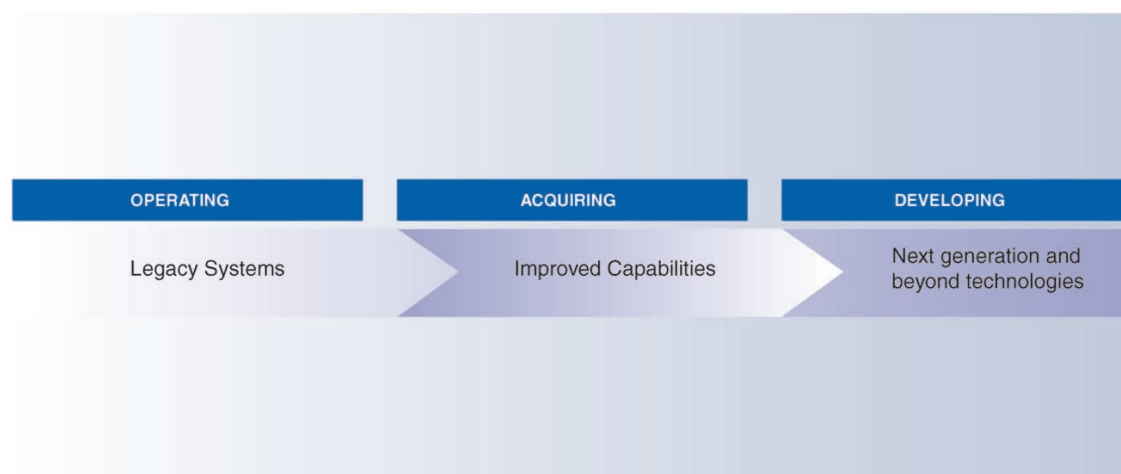 OPERATING
ACQUIRING
DEVELOPING
Legacy Systems
Improved Capabilities
Next generation and
beyond technologies